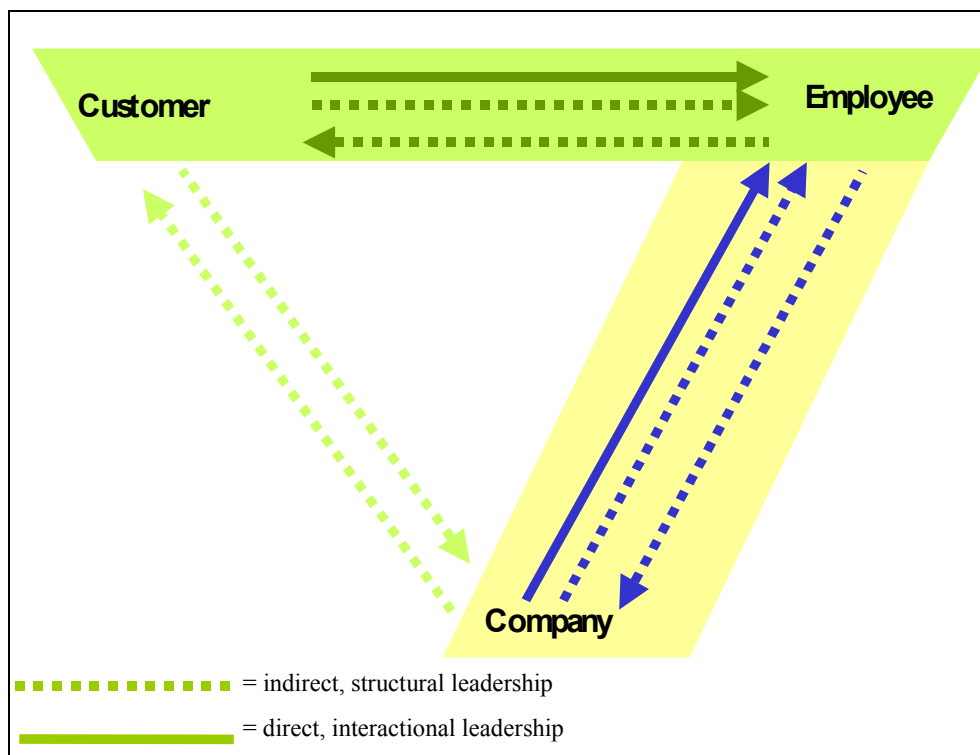 Customer
Employee
Company
= indirect, structural leadership
= direct, interactional leadership